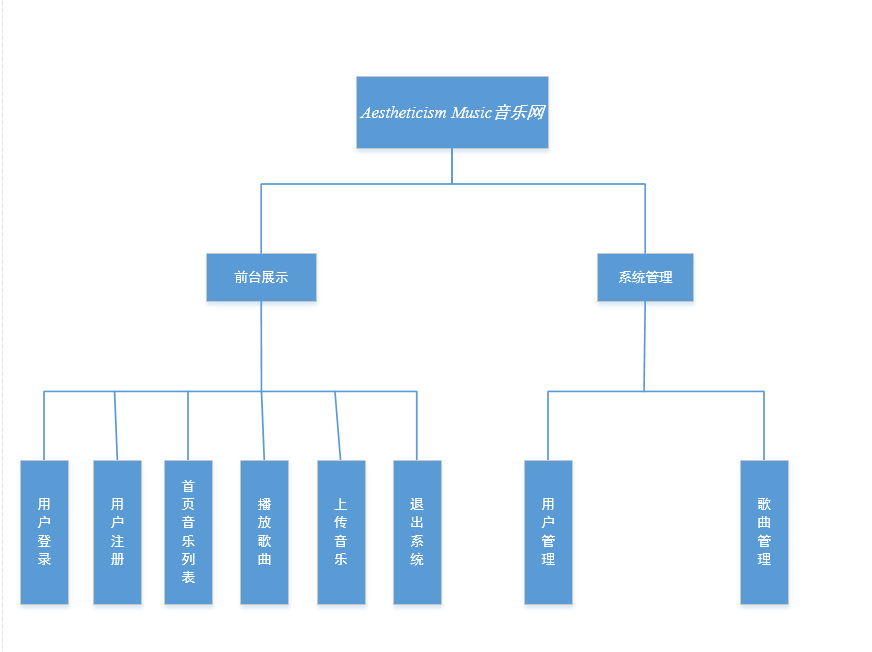 Aestheticism Music音乐网
前台展示
系统管理
用户登录
用户注册
首页音乐列表
播放歌曲
上传音乐
退出系统
用户管理
歌曲管理